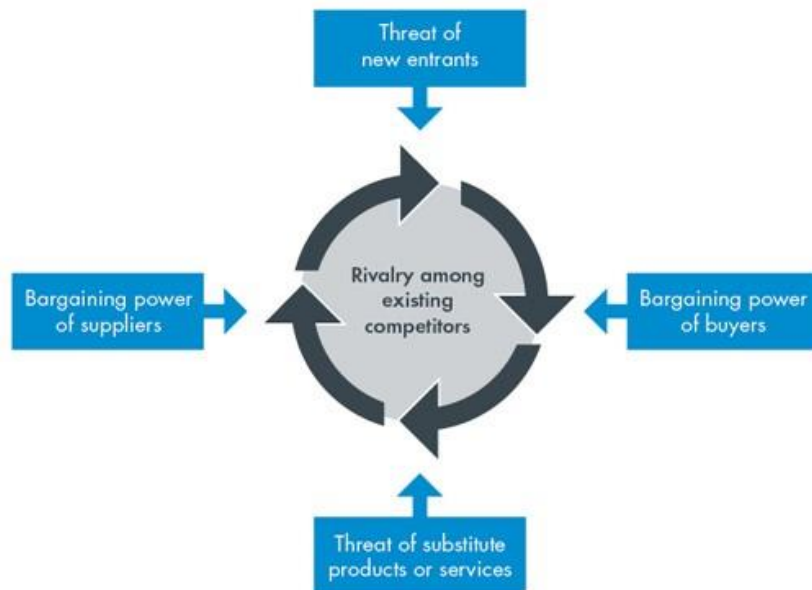 Threat of
new entrants
Bargaining power
of suppliers
Rivalry among
existing
competitors
Bargaining power
of buyers
Threat of substitute
products or services